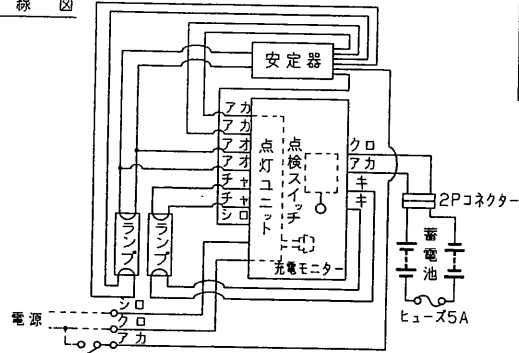 線 図
安定器
アカ
アカ
アオ
アオ
チャ
チャ
シロ
点灯ユニット
点検スイッチ
充電モニター
クロ
アカ
キ
キ
2Pコネクター
蓄電池
ヒューズ5A
ランプ
ランプ
電源
シロ
クロ
アカ